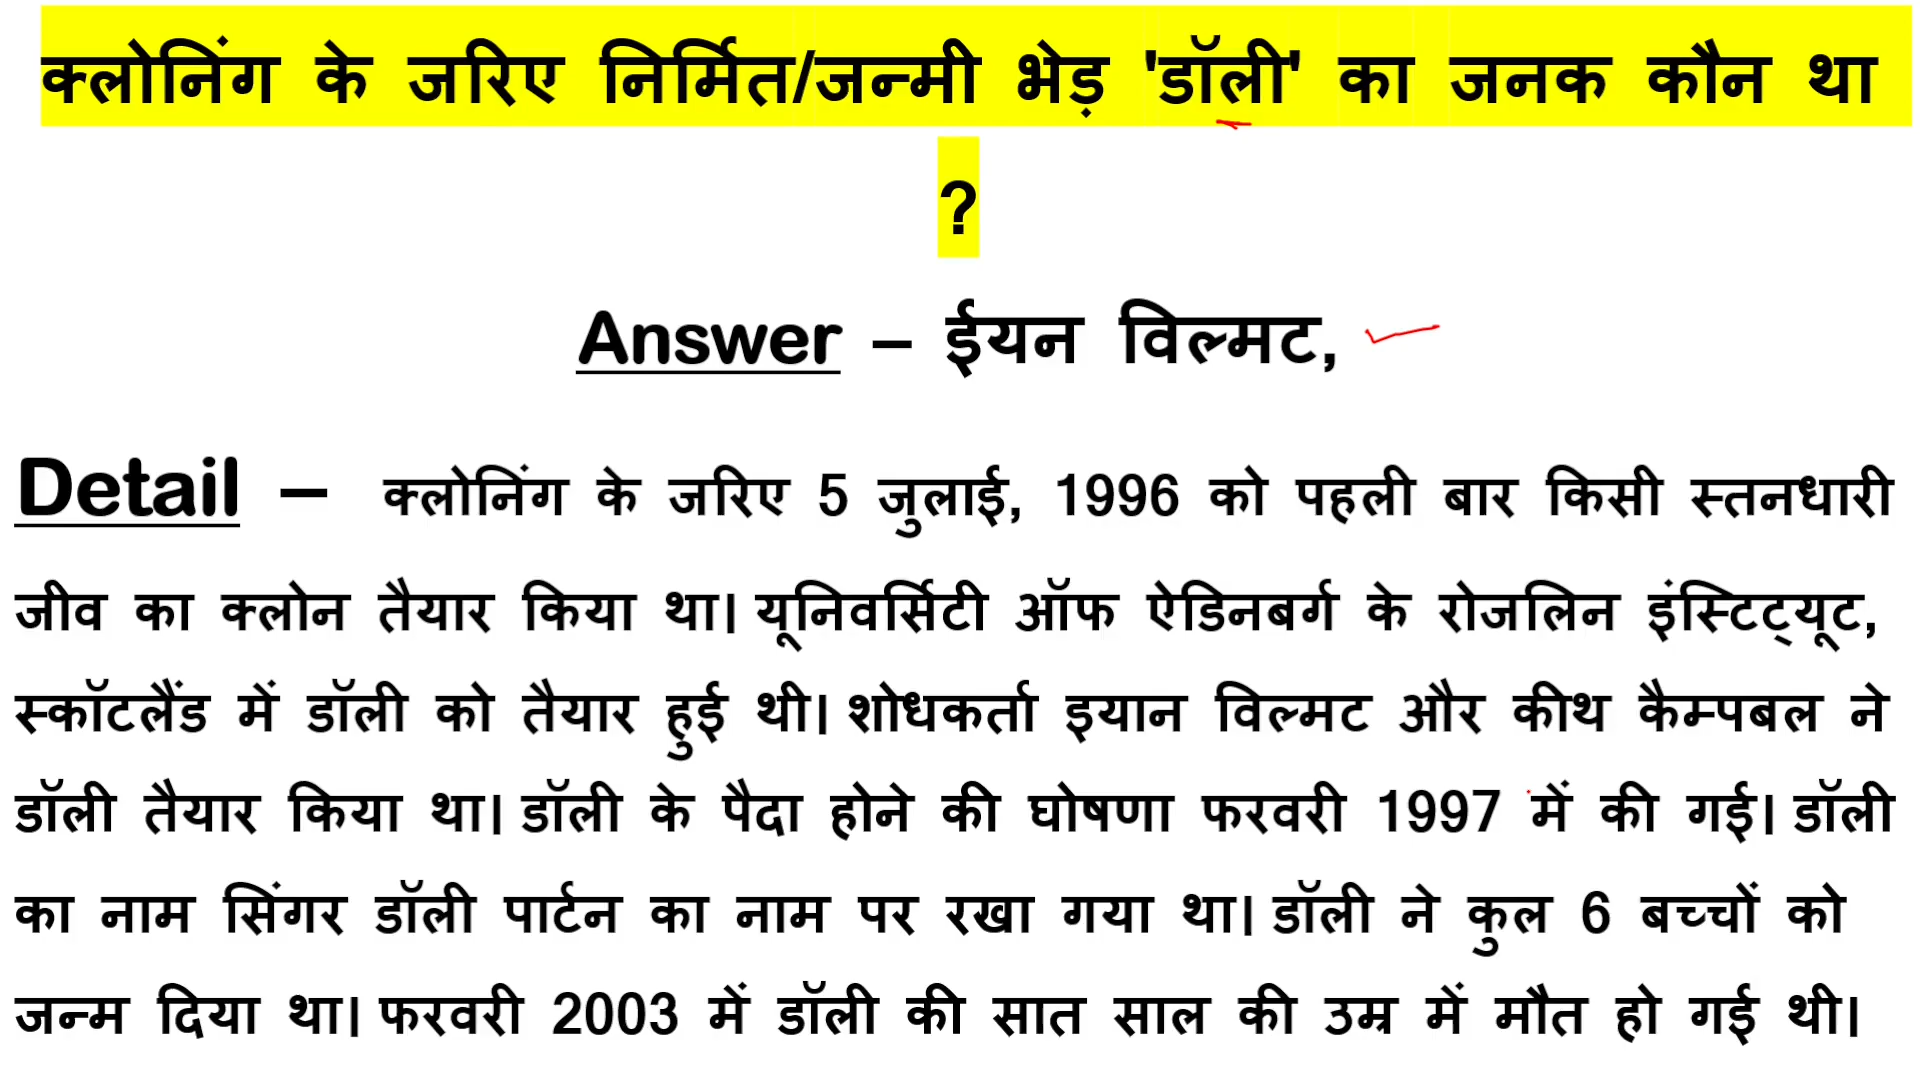 क्लोनिंग के जरिए निर्मित/जन्मी भेड़ 'डॉली' का जनक कौन था
?
Answer – ईयन विल्मट,
Detail – क्लोनिंग के जरिए 5 जुलाई, 1996 को पहली बार किसी स्तनधारी
जीव का क्लोन तैयार किया था। यूनिवर्सिटी ऑफ ऐडिनबर्ग के रोजलिन इंस्टिट्यूट,
स्कॉटलैंड में डॉली को तैयार हुई थी। शोधकर्ता इयान विल्मट और कीथ कैम्पबल ने
डॉली तैयार किया था। डॉली के पैदा होने की घोषणा फरवरी 1997 में की गई। डॉली
का नाम सिंगर डॉली पार्टन का नाम पर रखा गया था। डॉली ने कुल 6 बच्चों को
जन्म दिया था। फरवरी 2003 में डॉली की सात साल की उम्र में मौत हो गई थी।